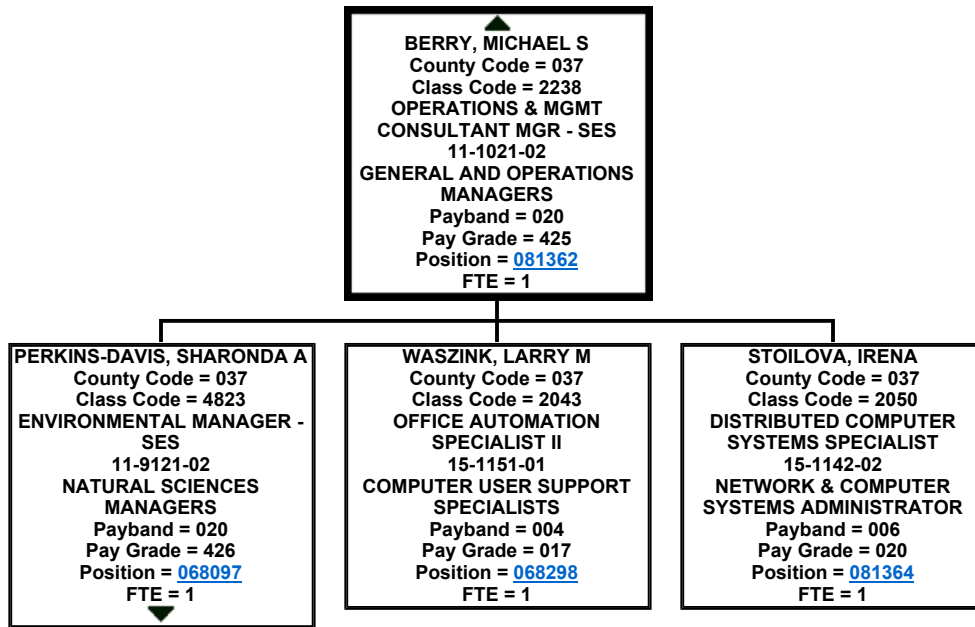 BERRY, MICHAEL S
County Code = 037
Class Code = 2238
OPERATIONS & MGMT
CONSULTANT MGR - SES
11-1021-02
GENERAL AND OPERATIONS
MANAGERS
Payband = 020
Pay Grade = 425
Position = 081362
FTE = 1
PERKINS-DAVIS, SHARONDA A
County Code = 037
Class Code = 4823
ENVIRONMENTAL MANAGER -
SES
11-9121-02
NATURAL SCIENCES
MANAGERS
Payband = 020
Pay Grade = 426
Position = 068097
FTE = 1
WASZINK, LARRY M
County Code = 037
Class Code = 2043
OFFICE AUTOMATION
SPECIALIST II
15-1151-01
COMPUTER USER SUPPORT
SPECIALISTS
Payband = 004
Pay Grade = 017
Position = 068298
FTE = 1
STOILOVA, IRENA
County Code = 037
Class Code = 2050
DISTRIBUTED COMPUTER
SYSTEMS SPECIALIST
15-1142-02
NETWORK & COMPUTER
SYSTEMS ADMINISTRATOR
Payband = 006
Pay Grade = 020
Position = 081364
FTE = 1